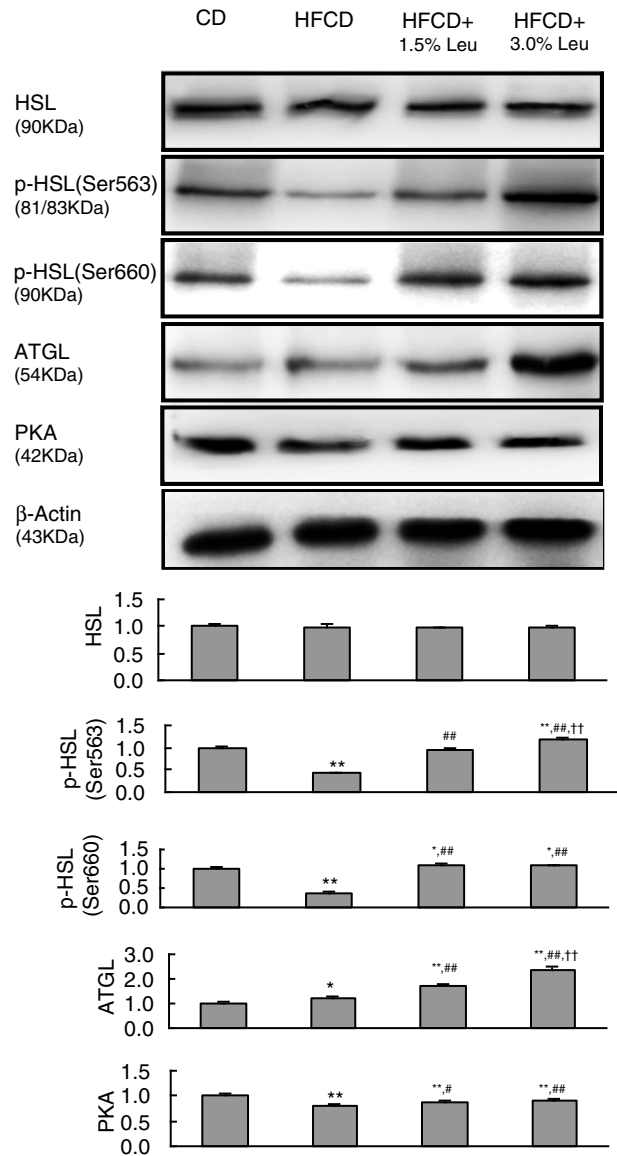 CD HFCD HFCD+ HFCD+
1.5% Leu 3.0% Leu
HSL
(90KDa)
p-HSL(Ser563)
(81/83KDa)
p-HSL(Ser660)
(90KDa)
ATGL
(54KDa)
PKA
(42KDa)
β-Actin
(43KDa)
HSL
1.5
1.0
0.5
0.0
p-HSL
(Ser563)
1.5
1.0
0.5
0.0
**
##
**,##,††
p-HSL
(Ser660)
1.5
1.0
0.5
0.0
**
*,##
*,##
ATGL
3.0
2.0
1.0
0.0
*
**,##
**,##,††
PKA
1.5
1.0
0.5
0.0
**
**,#
**,##